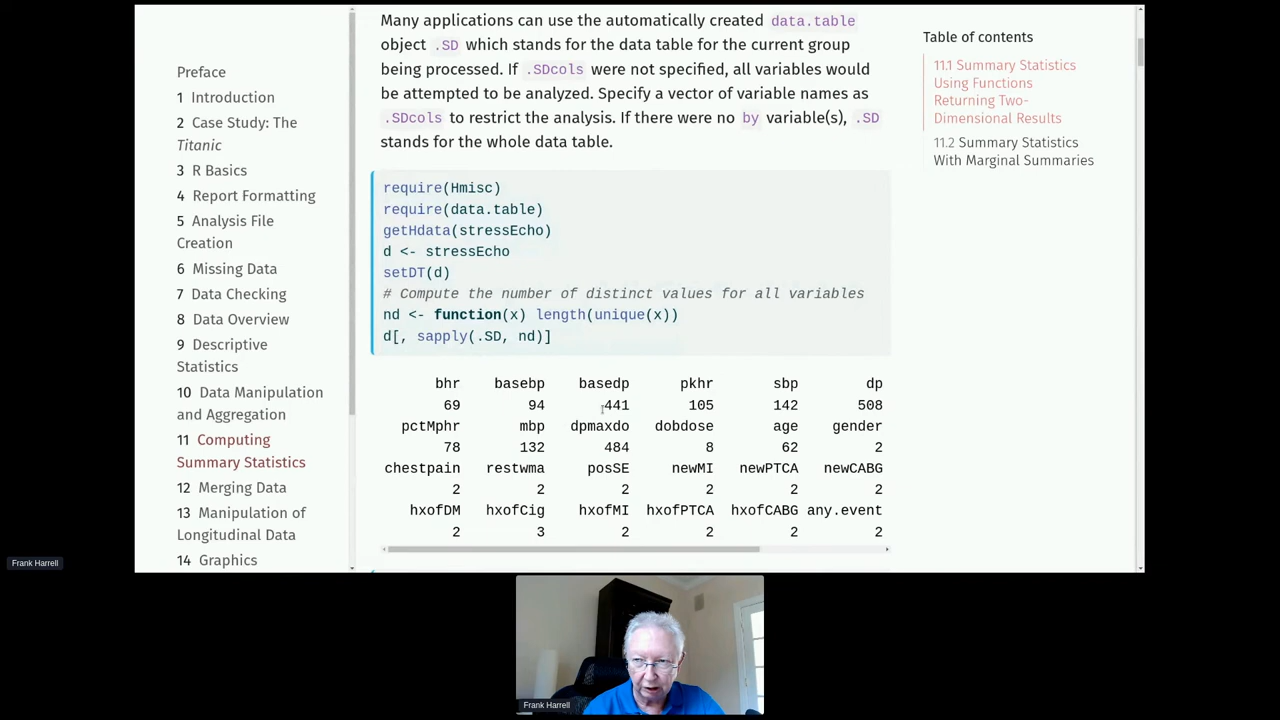 Many applications can use the automatically created data.table
object .SD which stands for the data table for the current group
being processed. If .SDcols were not specified, all variables would
be attempted to be analyzed. Specify a vector of variable names as
.SDcols to restrict the analysis. If there were no by variable(s), .SD
stands for the whole data table.
require(Hmisc)
require(data.table)
getHdata(stressEcho)
d <- stressEcho
setDT(d)
# Compute the number of distinct values for all variables
nd <- function(x) length(unique(x))
d[, sapply(.SD, nd)]
bhr basebp basedp pkhr sbp dp
69 94 441 105 142 508
pctMphr mbp dpmaxdo dobdose age gender
78 132 484 8 62 2
chestpain restwma posSE newMI newPTCA newCABG
2 2 2 2 2 2
hxofDM hxofCig hxofMI hxofPTCA hxofCABG any.event
2 3 2 2 2 2
Preface
1 Introduction
2 Case Study: The
Titanic
3 R Basics
4 Report Formatting
5 Analysis File
Creation
6 Missing Data
7 Data Checking
8 Data Overview
9 Descriptive
Statistics
10 Data Manipulation
and Aggregation
11 Computing
Summary Statistics
12 Merging Data
13 Manipulation of
Longitudinal Data
14 Graphics
Table of contents
11.1 Summary Statistics
Using Functions
Returning Two-
Dimensional Results
11.2 Summary Statistics
With Marginal Summaries
Frank Harrell
Frank Harrell